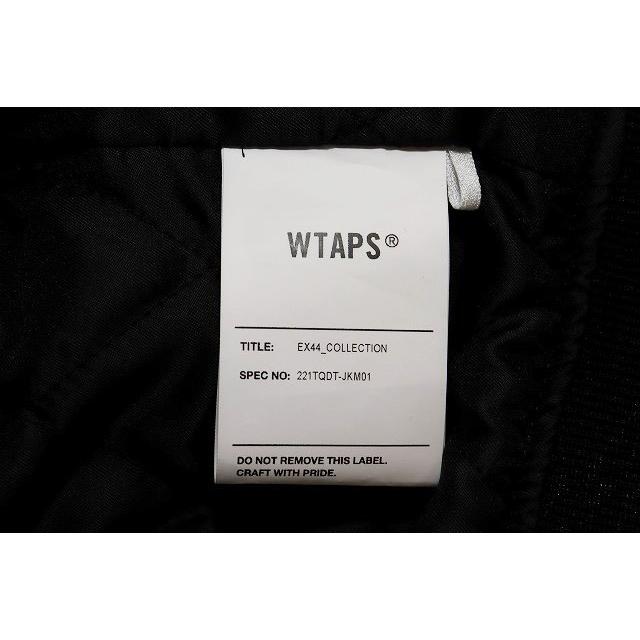 WTAPS®
TITLE: EX44_COLLECTION
SPEC NO: 221TQDT-JKM01
DO NOT REMOVE THIS LABEL.
CRAFT WITH PRIDE.